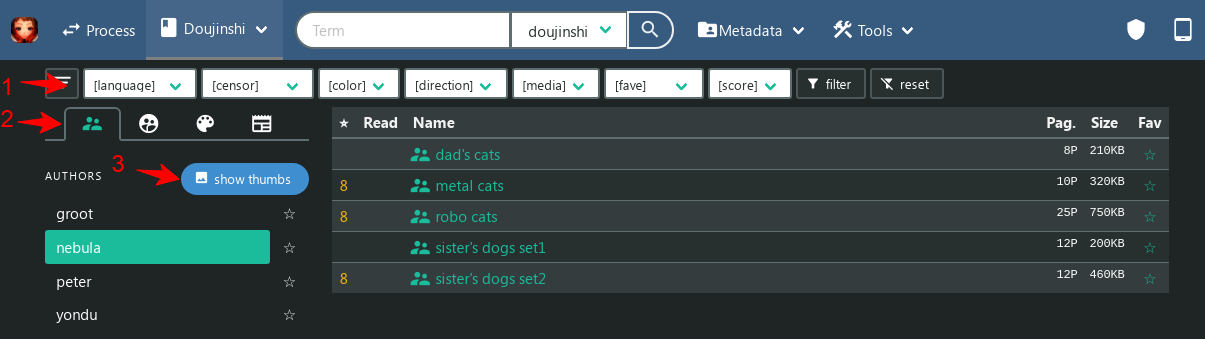 Process Doujinshi Term doujinshi Metadata Tools
1 [language] [censor] [color] [direction] [media] [fave] [score] filter reset
2
★ Read Name Pag. Size Fav
3
AUTHORS show thumbs
groot
nebula
peter
yondu
dad's cats 8P 210KB
8 metal cats 10P 320KB
8 robo cats 25P 750KB
sister's dogs set1 12P 200KB
8 sister's dogs set2 12P 460KB